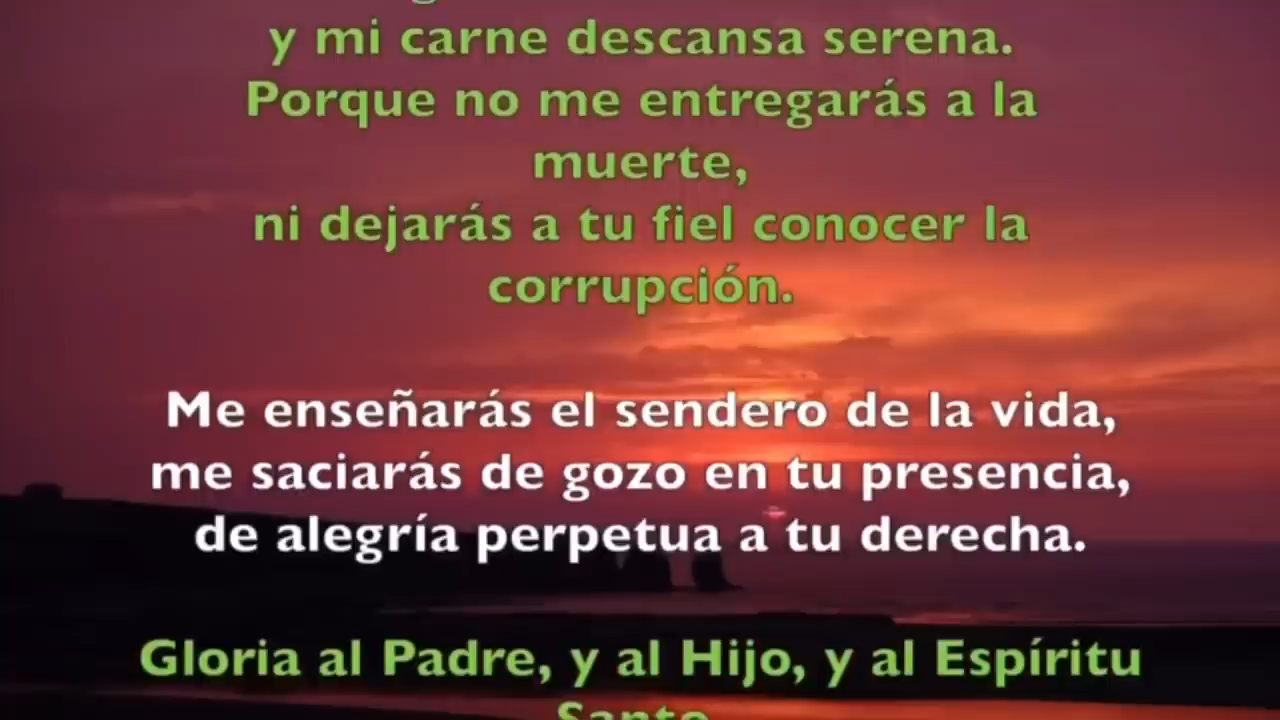 y mi carne descansa serena.
Porque no me entregarás a la
muerte,
ni dejarás a tu fiel conocer la
corrupción.
Me enseñarás el sendero de la vida,
me saciarás de gozo en tu presencia,
de alegría perpetua a tu derecha.
Gloria al Padre, y al Hijo, y al Espíritu
Santo.